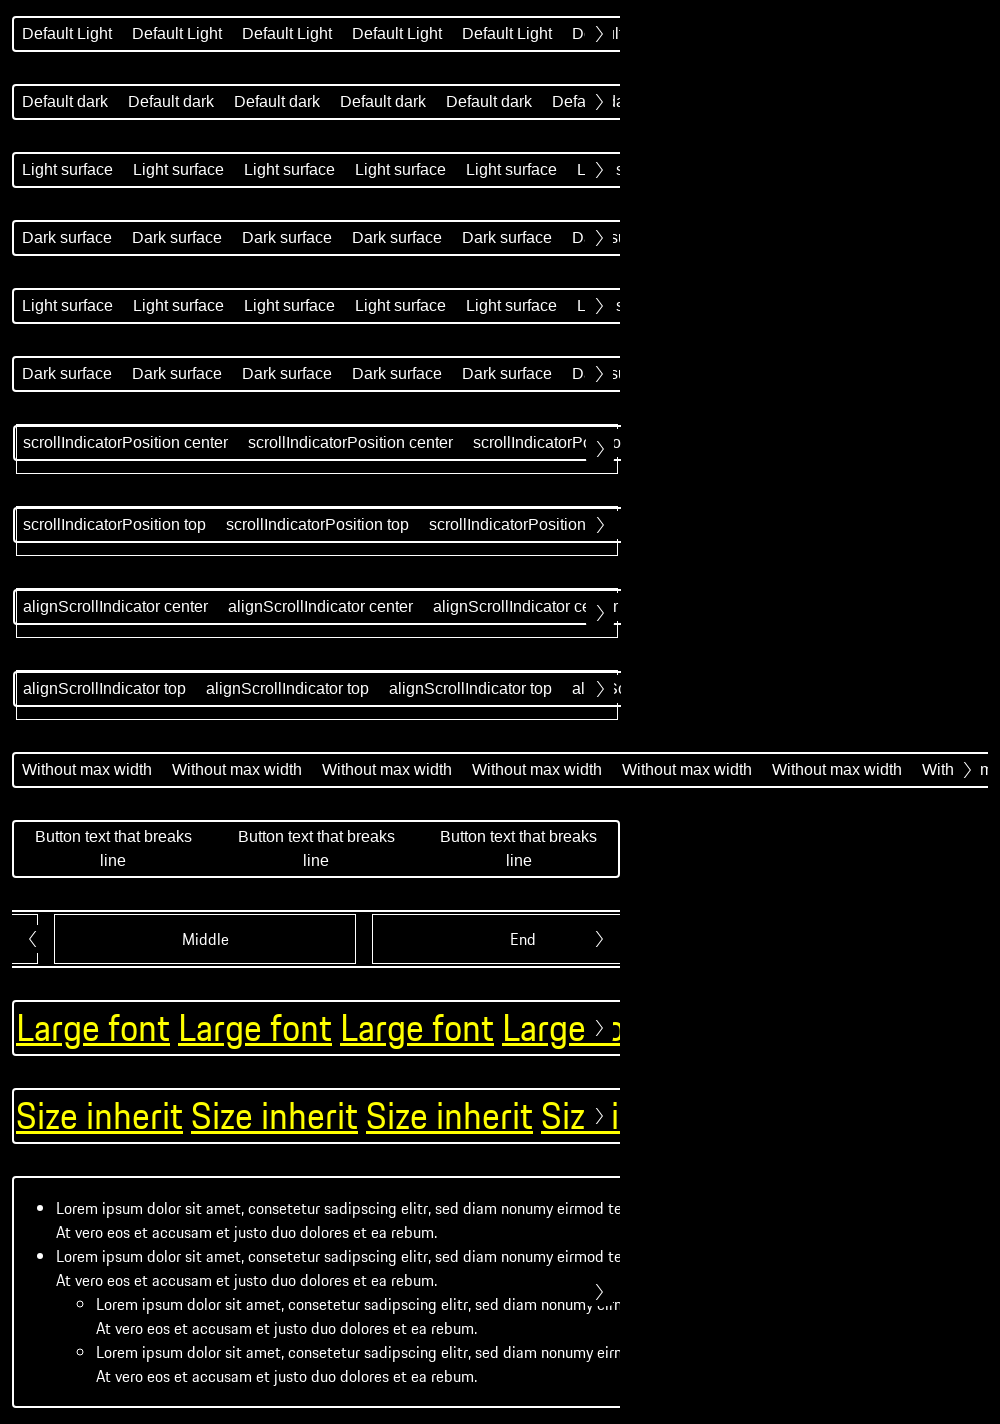 Default Light Default Light Default Light Default Light Default Light
Default dark Default dark Default dark Default dark Default dark
Light surface Light surface Light surface Light surface Light surface
Dark surface Dark surface Dark surface Dark surface Dark surface
Light surface Light surface Light surface Light surface Light surface
Dark surface Dark surface Dark surface Dark surface Dark surface
scrollIndicatorPosition center scrollIndicatorPosition center
scrollIndicatorPosition top scrollIndicatorPosition top scrollIndicatorPosition
alignScrollIndicator center alignScrollIndicator center alignScrollIndicator
alignScrollIndicator top alignScrollIndicator top alignScrollIndicator top
Without max width Without max width Without max width Without max width Without max width Without max width With
Button text that breaks line Button text that breaks line Button text that breaks line
Middle End
Large font Large font Large font Large
Size inherit Size inherit Size inherit
Lorem ipsum dolor sit amet, consetetur sadipscing elitr, sed diam nonumy eirmod te
At vero eos et accusam et justo duo dolores et ea rebum.
Lorem ipsum dolor sit amet, consetetur sadipscing elitr, sed diam nonumy eirmod te
At vero eos et accusam et justo duo dolores et ea rebum.
Lorem ipsum dolor sit amet, consetetur sadipscing elitr, sed diam nonumy
At vero eos et accusam et justo duo dolores et ea rebum.
Lorem ipsum dolor sit amet, consetetur sadipscing elitr, sed diam nonumy eirm
At vero eos et accusam et justo duo dolores et ea rebum.